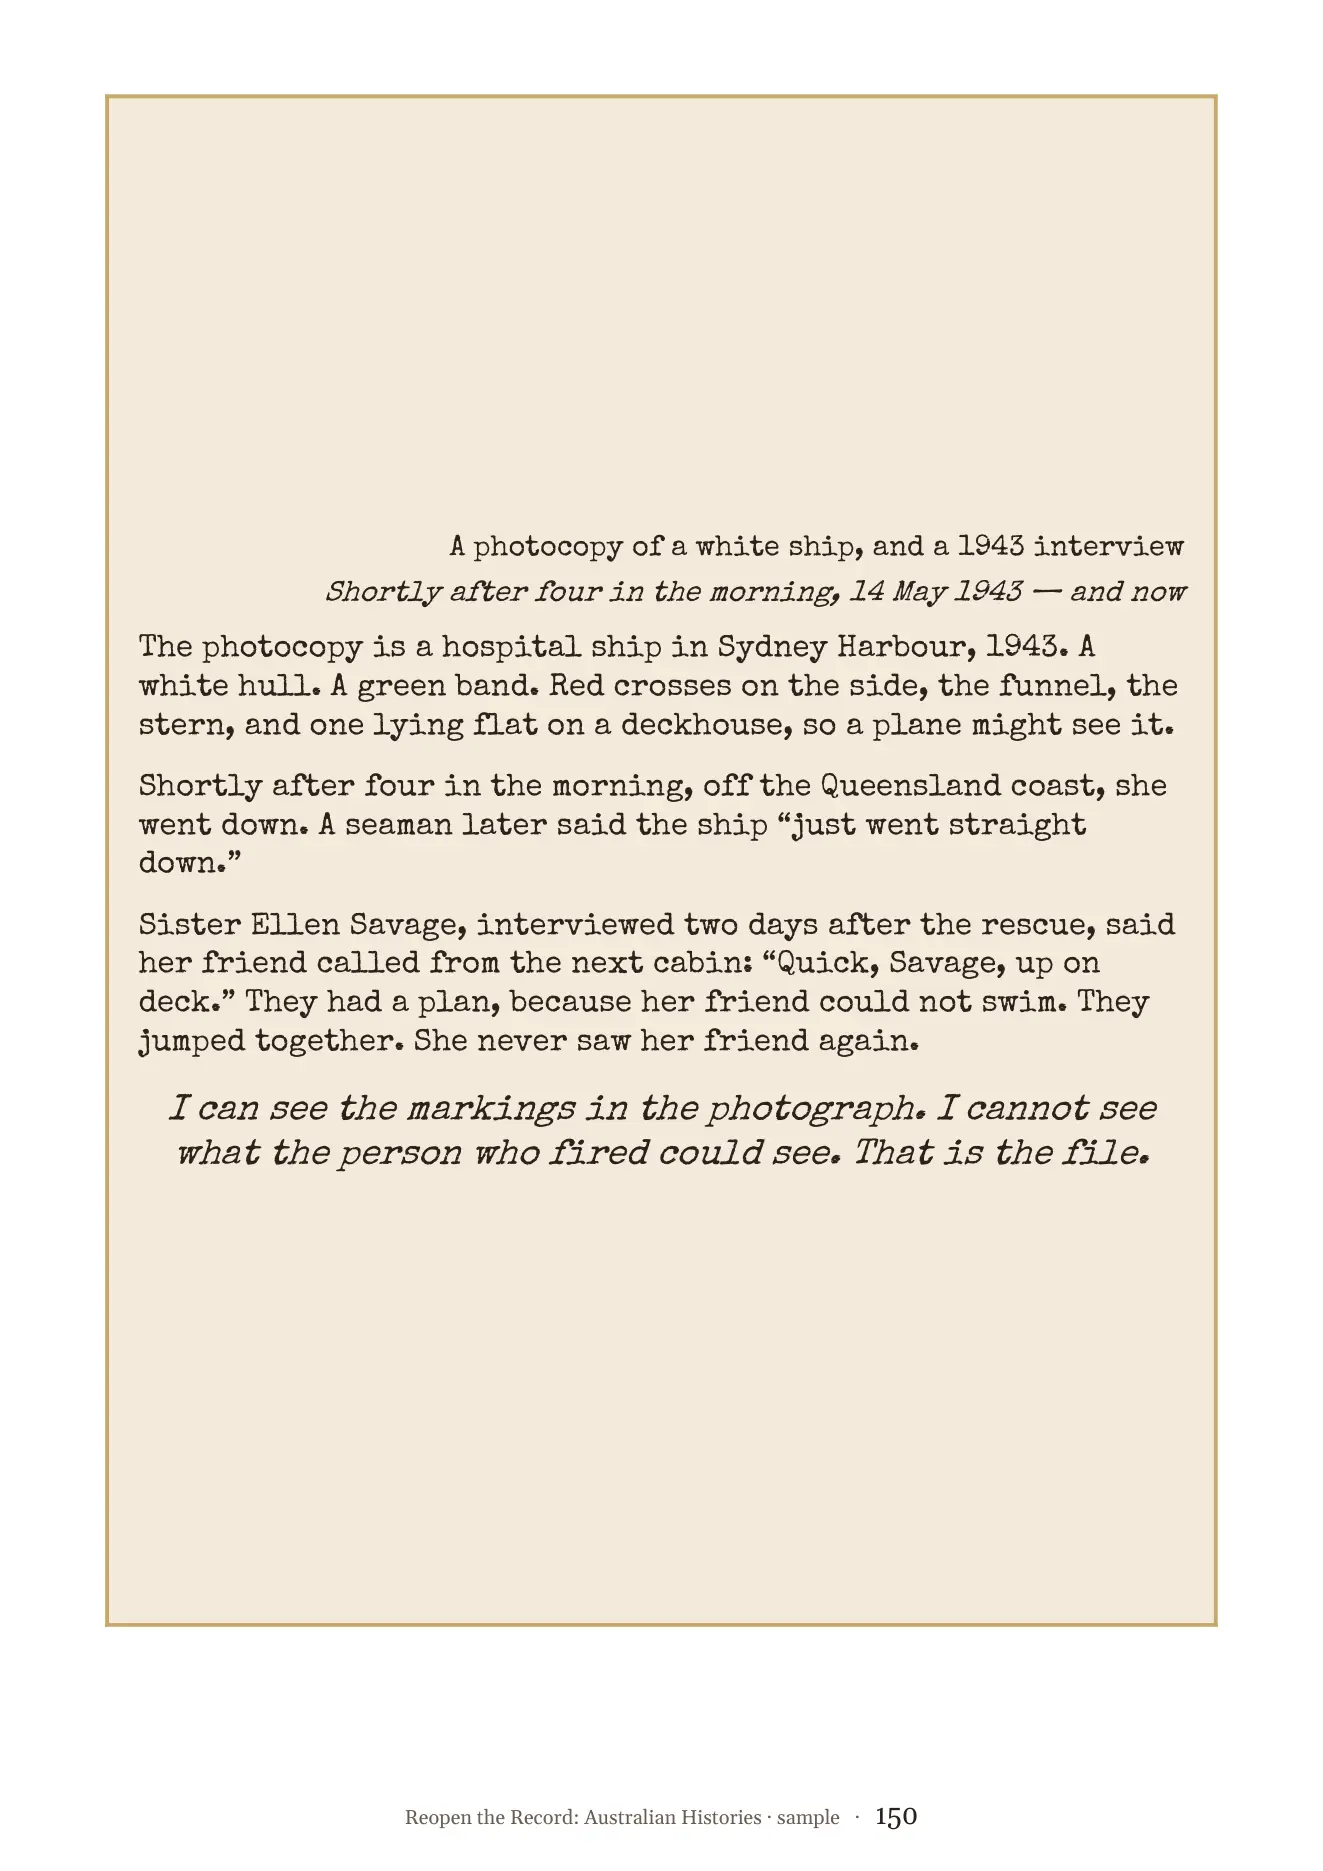 A photocopy of a white ship, and a 1943 interview
Shortly after four in the morning, 14 May 1943 — and now
The photocopy is a hospital ship in Sydney Harbour, 1943. A
white hull. A green band. Red crosses on the side, the funnel, the
stern, and one lying flat on a deckhouse, so a plane might see it.
Shortly after four in the morning, off the Queensland coast, she
went down. A seaman later said the ship “just went straight
down.”
Sister Ellen Savage, interviewed two days after the rescue, said
her friend called from the next cabin: “Quick, Savage, up on
deck.” They had a plan, because her friend could not swim. They
jumped together. She never saw her friend again.
I can see the markings in the photograph. I cannot see
what the person who fired could see. That is the file.
Reopen the Record: Australian Histories · sample · 150